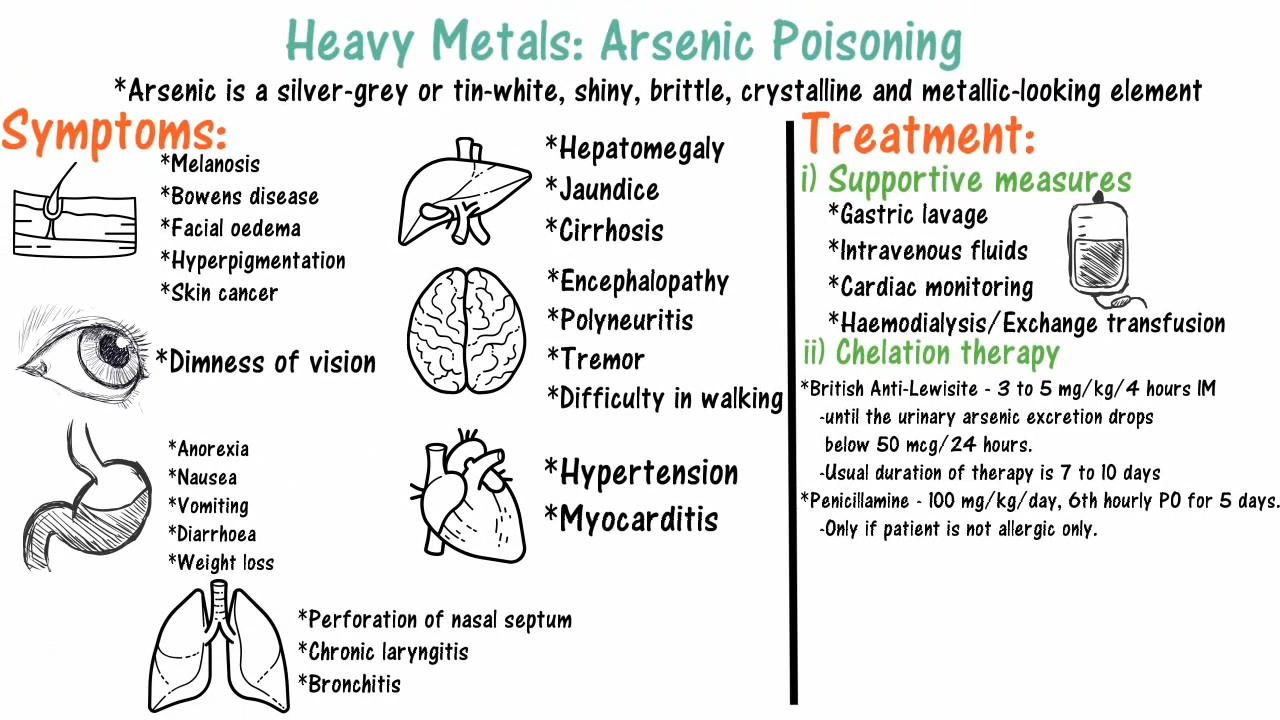 Heavy Metals: Arsenic Poisoning
*Arsenic is a silver-grey or tin-white, shiny, brittle, crystalline and metallic-looking element
Symptoms:
*Melanosis
*Bowens disease
*Facial oedema
*Hyperpigmentation
*Skin cancer
*Dimness of vision
*Anorexia
*Nausea
*Vomiting
*Diarrhoea
*Weight loss
*Perforation of nasal septum
*Chronic laryngitis
*Bronchitis
*Hepatomegaly
*Jaundice
*Cirrhosis
*Encephalopathy
*Polyneuritis
*Tremor
*Difficulty in walking
*Hypertension
*Myocarditis
Treatment:
i) Supportive measures
*Gastric lavage
*Intravenous fluids
*Cardiac monitoring
*Haemodialysis/Exchange transfusion
ii) Chelation therapy
*British Anti-Lewisite - 3 to 5 mg/kg/4 hours IM
-until the urinary arsenic excretion drops
below 50 mcg/24 hours.
-Usual duration of therapy is 7 to 10 days
*Penicillamine - 100 mg/kg/day, 6th hourly PO for 5 days.
-Only if patient is not allergic only.